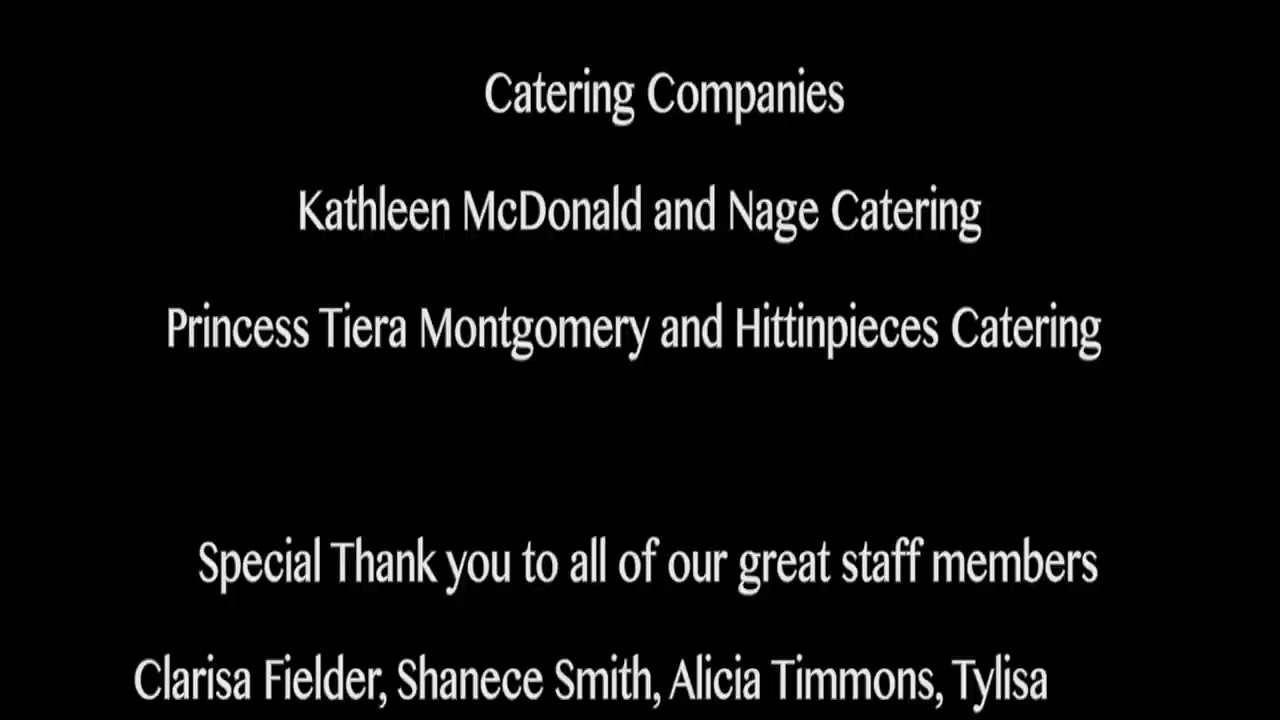 Catering Companies
Kathleen McDonald and Nage Catering
Princess Tiera Montgomery and Hittinpieces Catering
Special Thank you to all of our great staff members
Clarisa Fielder, Shanece Smith, Alicia Timmons, Tylisa